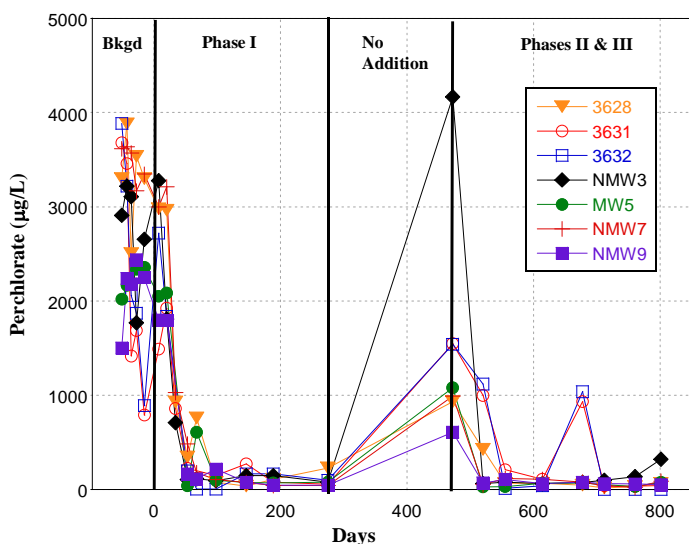 5000
4000
3000
2000
1000
0
Perchlorate (µg/L)
Bkgd
Phase I
No
Addition
Phases II & III
3628
3631
3632
NMW3
MW5
NMW7
NMW9
0
200
400
600
800
Days